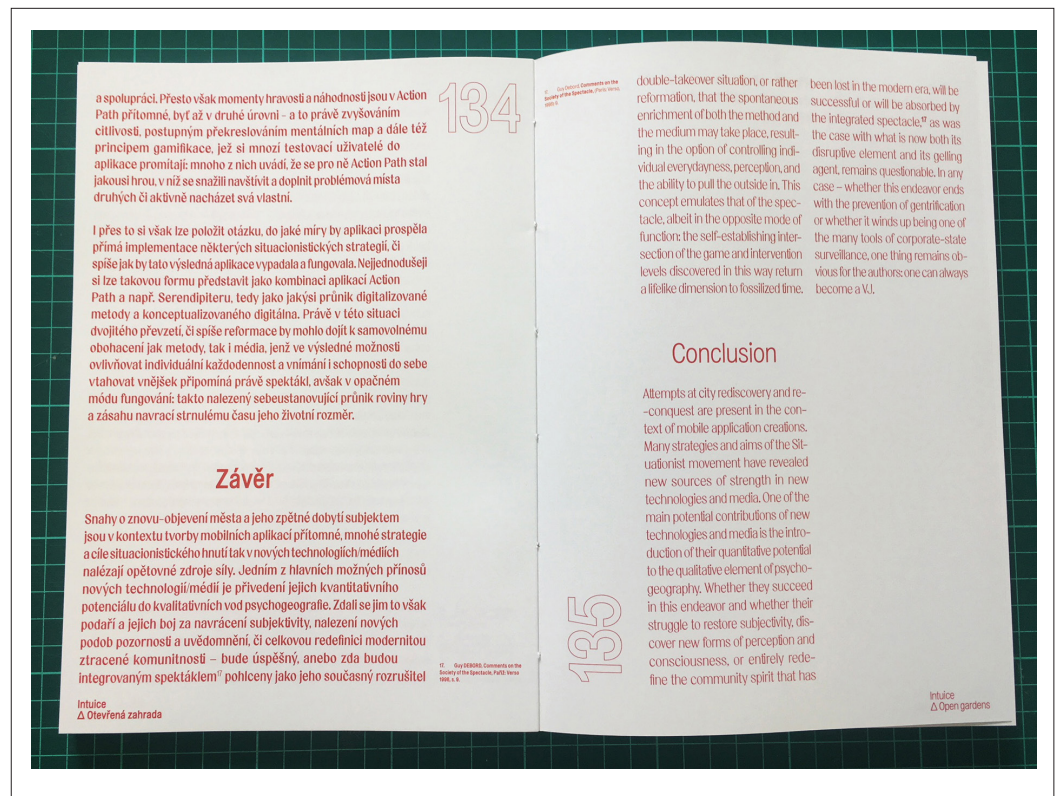 134
a spolupráci. Přesto však momenty hravosti a náhodnosti jsou v Action
Path přítomné, byť až v druhé úrovni – a to právě zvyšováním
citlivosti, postupným překreslováním mentálních map a dále též
principem gamifikace, jež si mnozí testovací uživatelé do
aplikace promítají: mnoho z nich uvádí, že se pro ně Action Path stal
jakousi hrou, v níž se snažili navštívit a doplnit problémová místa
druhých či aktivně nacházet svá vlastní.
I přes to si však lze položit otázku, do jaké míry by aplikaci prospěla
přímá implementace některých situacionistických strategií, či
spíše jak by tato výsledná aplikace vypadala a fungovala. Nejjednodušeji
si lze takovou formu představit jako kombinaci aplikací Action
Path a např. Serendipiteru, tedy jako jakýsi průnik digitalizované
metody a konceptualizovaného digitálna. Právě v této situaci
dvojitého převzetí, či spíše reformace by mohlo dojít k samovolnému
obohacení jak metody, tak i média, jenž ve výsledné možnosti
ovlivňovat individuální každodennost a vnímání i schopnosti do sebe
vtahovat vnějšek připomíná právě spektákl, avšak v opačném
módu fungování: takto nalezený sebeustanovující průnik roviny hry
a zásahu navrací strnulému času jeho životní rozměr.
Závěr
Snahy o znovu-objevení města a jeho zpětné dobytí subjektem
jsou v kontextu tvorby mobilních aplikací přítomné, mnohé strategie
a cíle situacionistického hnutí tak v nových technologiích/médiích
nalézají opětovné zdroje síly. Jedním z hlavních možných přínosů
nových technologií/médií je přivedení jejich kvantitativního
potenciálu do kvalitativních vod psychogeografie. Zdali se jim to však
podaří a jejich boj za navrácení subjektivity, nalezení nových
podob pozornosti a uvědomnění, či celkovou redefinici modernitou
ztracené komunitnosti – bude úspěšný, anebo zda budou
integrovaným spektáklem17 pohlceny jako jeho současný rozrušitel
17. Guy DEBORD, Comments on the
Society of the Spectacle, Paříž: Verso
1998, s. 9.
Intuice
△ Otevřená zahrada
17. Guy DEBORD, Comments on the
Society of the Spectacle, (Paris: Verso,
1998) 9.
double-takeover situation, or rather
reformation, that the spontaneous
enrichment of both the method and
the medium may take place, result-
ing in the option of controlling indi-
vidual everydayness, perception, and
the ability to pull the outside in. This
concept emulates that of the spec-
tacle, albeit in the opposite mode of
function: the self-establishing inter-
section of the game and intervention
levels discovered in this way return
a lifelike dimension to fossilized time.
Conclusion
Attempts at city rediscovery and re-
-conquest are present in the con-
text of mobile application creations.
Many strategies and aims of the Sit-
uationist movement have revealed
new sources of strength in new
technologies and media. One of the
main potential contributions of new
technologies and media is the intro-
duction of their quantitative potential
to the qualitative element of psycho-
geography. Whether they succeed
in this endeavor and whether their
struggle to restore subjectivity, dis-
cover new forms of perception and
consciousness, or entirely rede-
fine the community spirit that has
been lost in the modern era, will be
successful or will be absorbed by
the integrated spectacle,17 as was
the case with what is now both its
disruptive element and its gelling
agent, remains questionable. In any
case – whether this endeavor ends
with the prevention of gentrification
or whether it winds up being one of
the many tools of corporate-state
surveillance, one thing remains ob-
vious for the authors: one can always
become a VJ.
135
Intuice
△ Open gardens